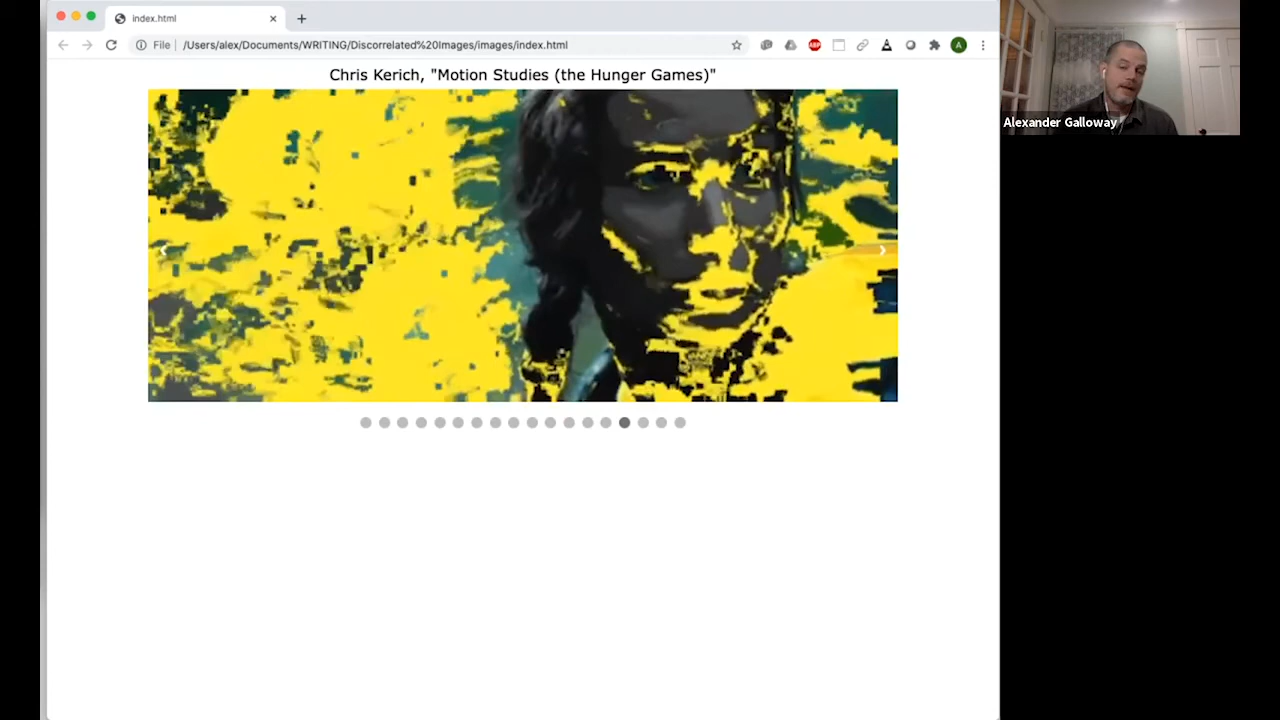 index.html
File
/Users/alex/Documents/WRITING/Discorrelated%20Images/images/index.html
ABP
A
Chris Kerich, "Motion Studies (the Hunger Games)"
Alexander Galloway